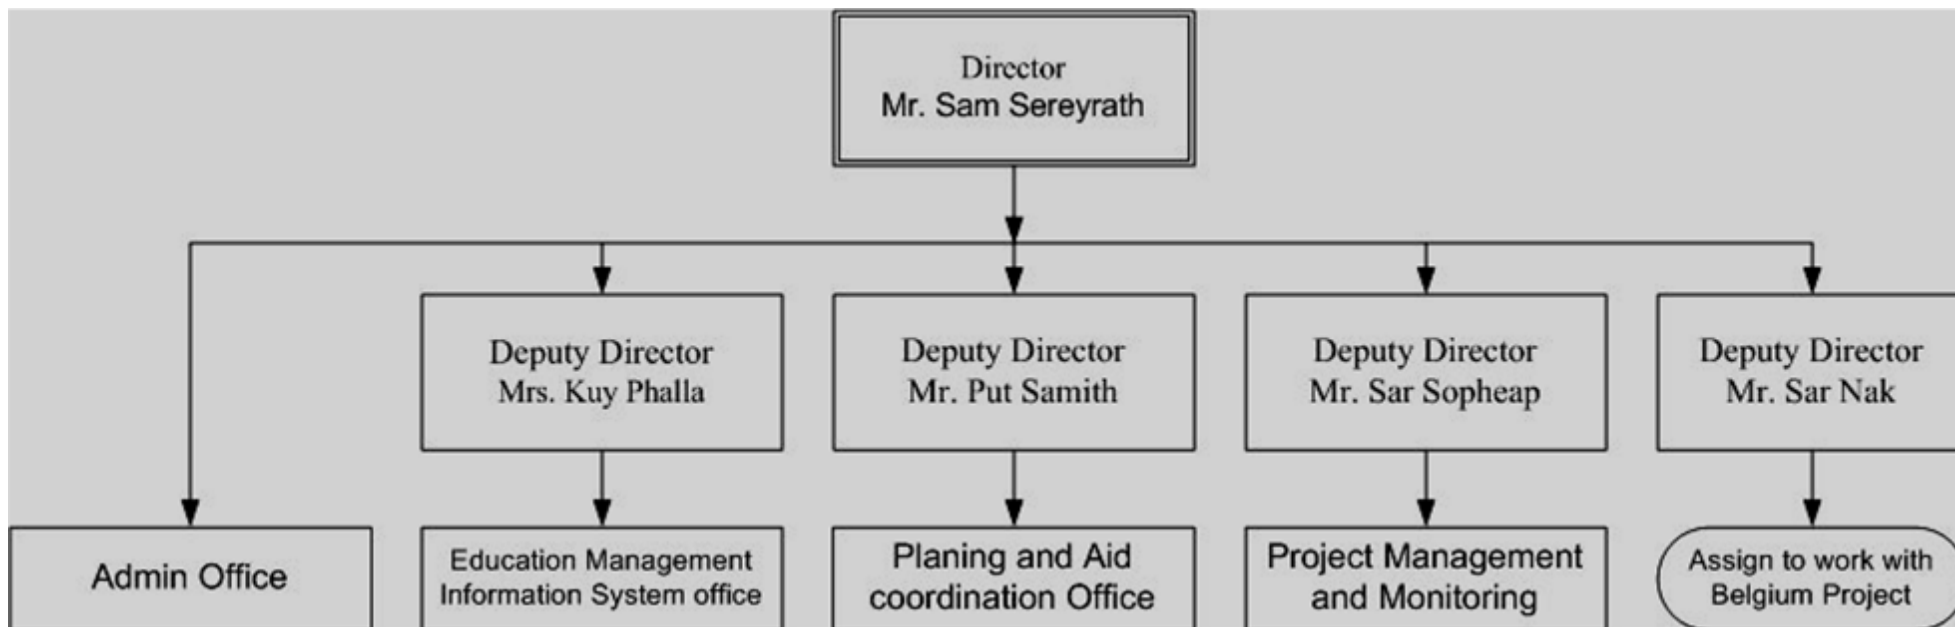 Director
Mr. Sam Sereyrath
Deputy Director
Mrs. Kuy Phalla
Deputy Director
Mr. Put Samith
Deputy Director
Mr. Sar Sopheap
Deputy Director
Mr. Sar Nak
Admin Office
Education Management
Information System office
Planing and Aid
coordination Office
Project Management
and Monitoring
Assign to work with
Belgium Project